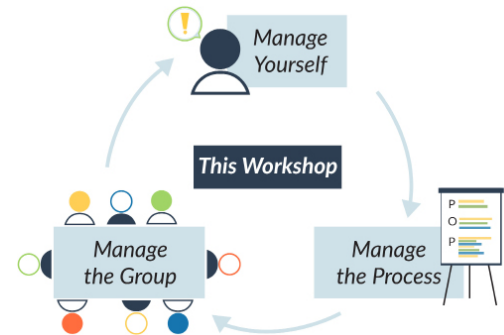 !
Manage
Yourself
This Workshop
P
O
P
Manage
the Group
Manage
the Process